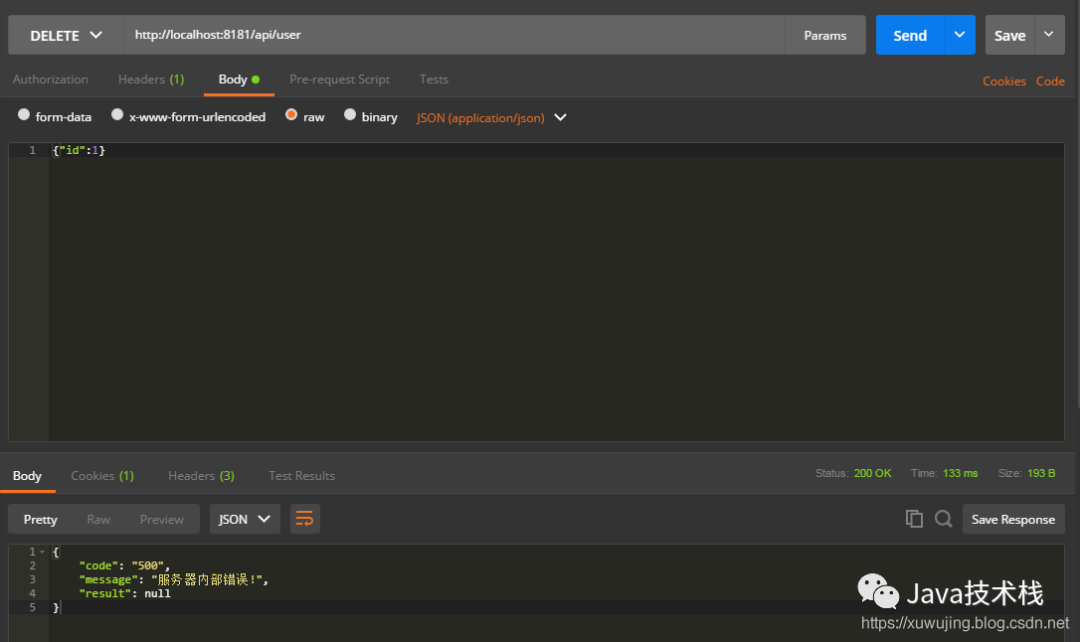 DELETE http://localhost:8181/api/user Params Send Save
Authorization Headers (1) Body Pre-request Script Tests Cookies Code
form-data x-www-form-urlencoded raw binary JSON (application/json)
1 {"id":1}
Body Cookies (1) Headers (3) Test Results Status: 200 OK Time: 133 ms Size: 193 B
Pretty Raw Preview JSON Save Response
1 {
2 "code": "500",
3 "message": "服务器内部错误!",
4 "result": null
5 }
Java技术栈
https://xuwujing.blog.csdn.net